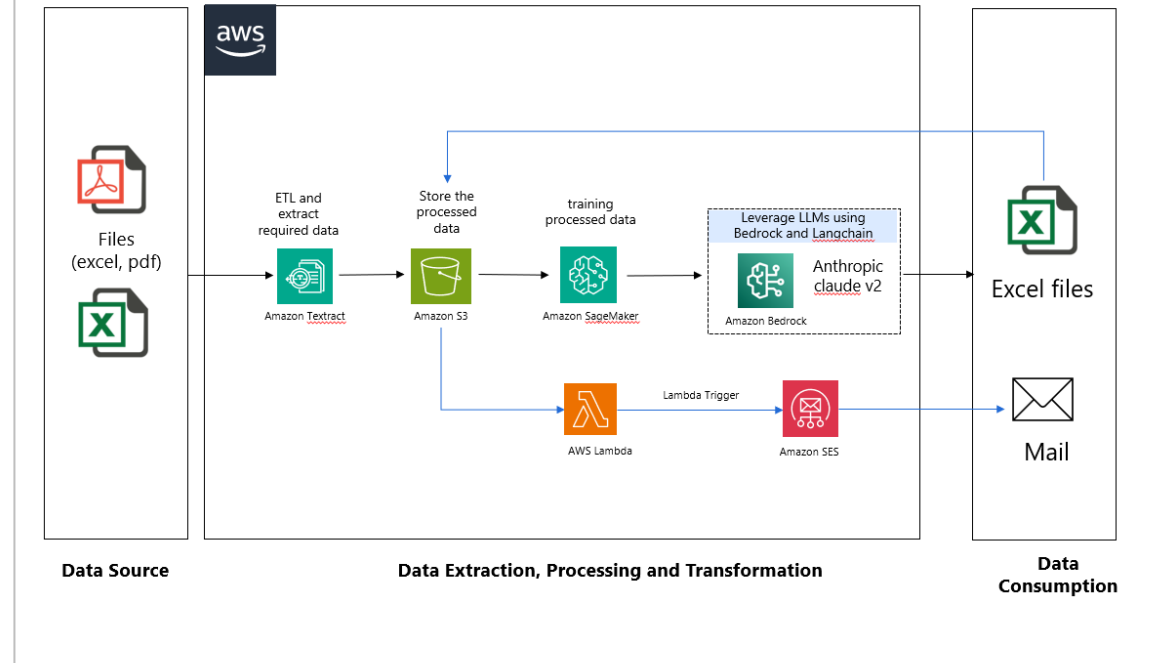 aws
Files
(excel, pdf)
ETL and
extract
required data
Amazon Textract
Store the
processed
data
Amazon S3
training
processed data
Amazon SageMaker
Leverage LLMs using
Bedrock and Langchain
Anthropic
claude v2
Amazon Bedrock
X
Excel files
X
AWS Lambda
Lambda Trigger
Amazon SES
Mail
Data Source
Data Extraction, Processing and Transformation
Data
Consumption